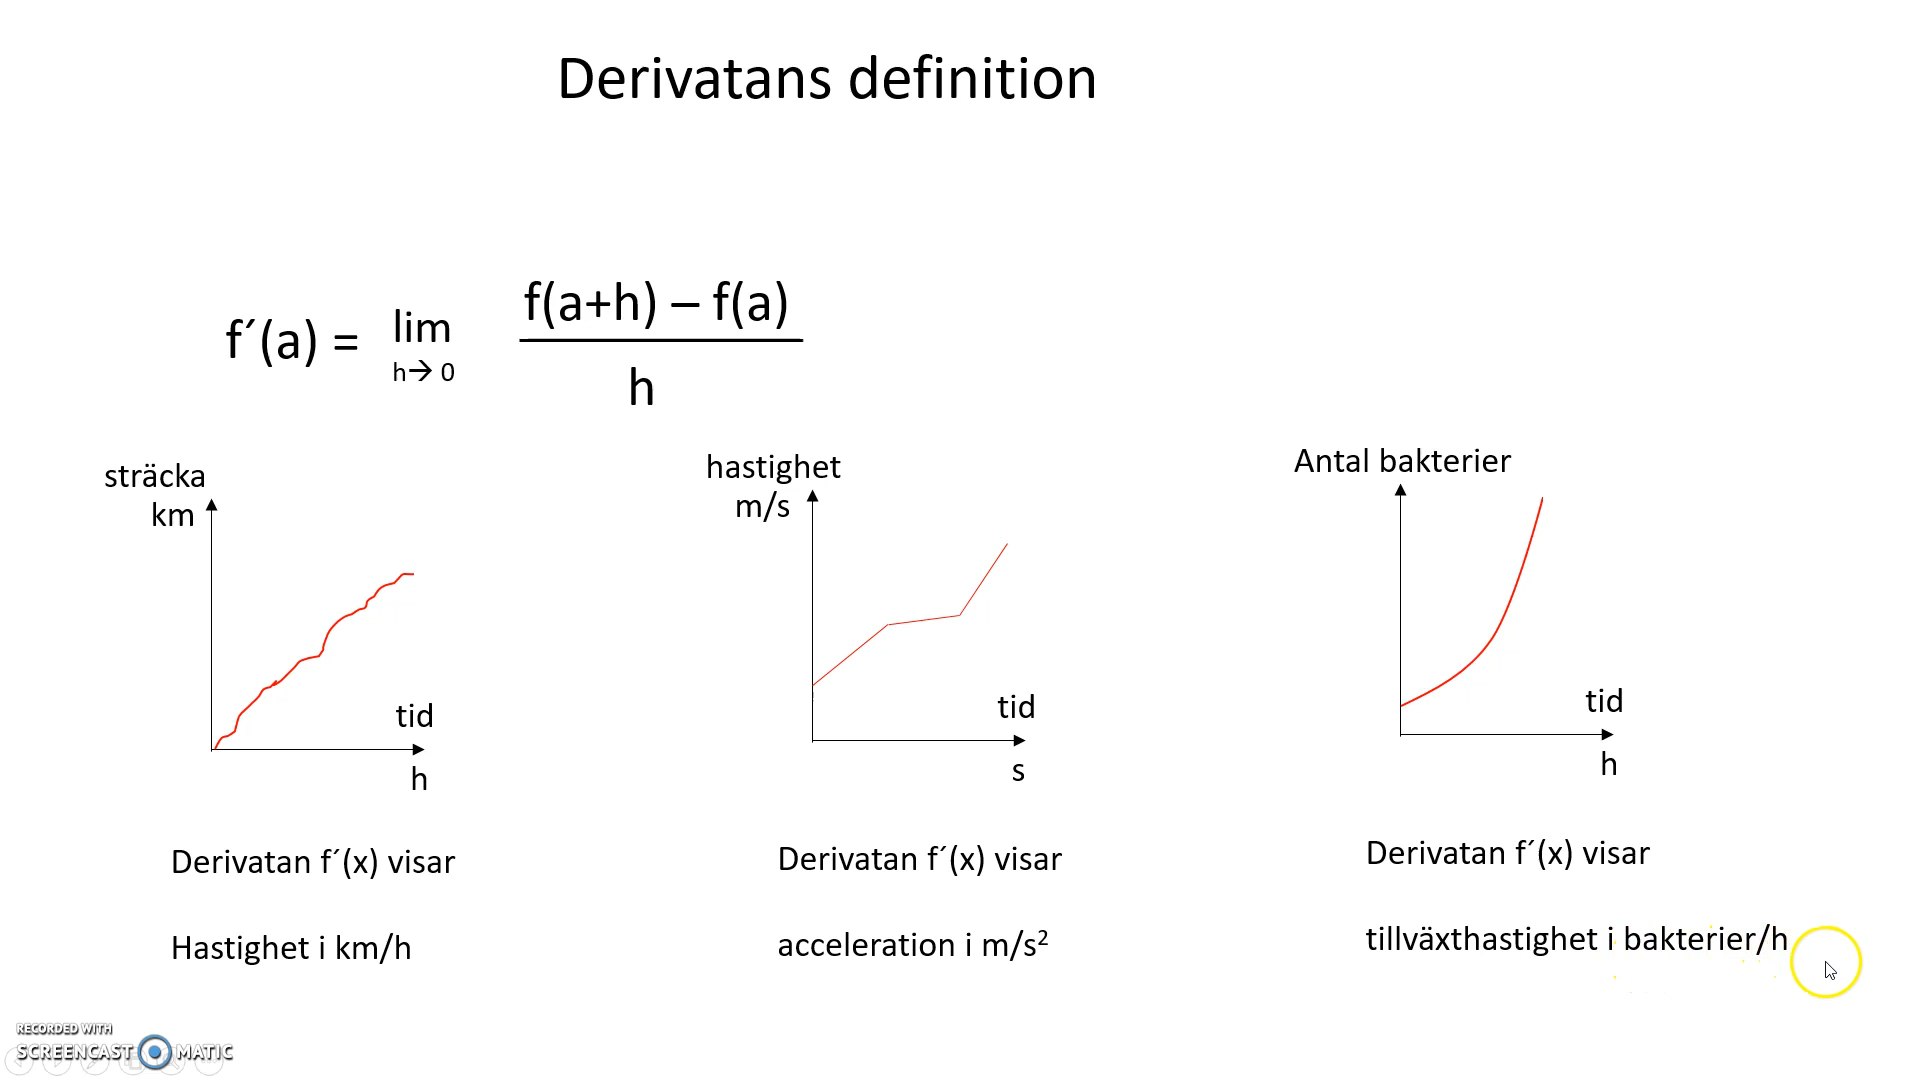 Derivatans definition
f´(a) = lim f(a+h) – f(a)
h→ 0
h
sträcka
km
tid
h
Derivatan f´(x) visar
Hastighet i km/h
hastighet
m/s
tid
s
Derivatan f´(x) visar
acceleration i m/s²
Antal bakterier
tid
h
Derivatan f´(x) visar
tillväxthastighet i bakterier/h
RECORDED WITH
SCREENCAST MATIC